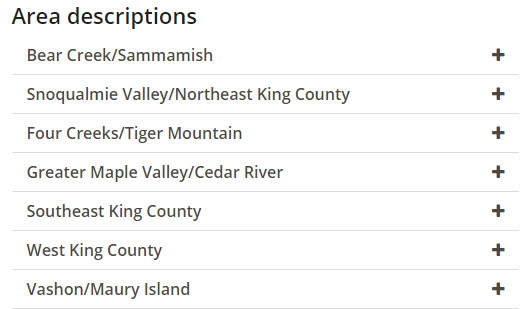 Area descriptions
Bear Creek/Sammamish
Snoqualmie Valley/Northeast King County
Four Creeks/Tiger Mountain
Greater Maple Valley/Cedar River
Southeast King County
West King County
Vashon/Maury Island